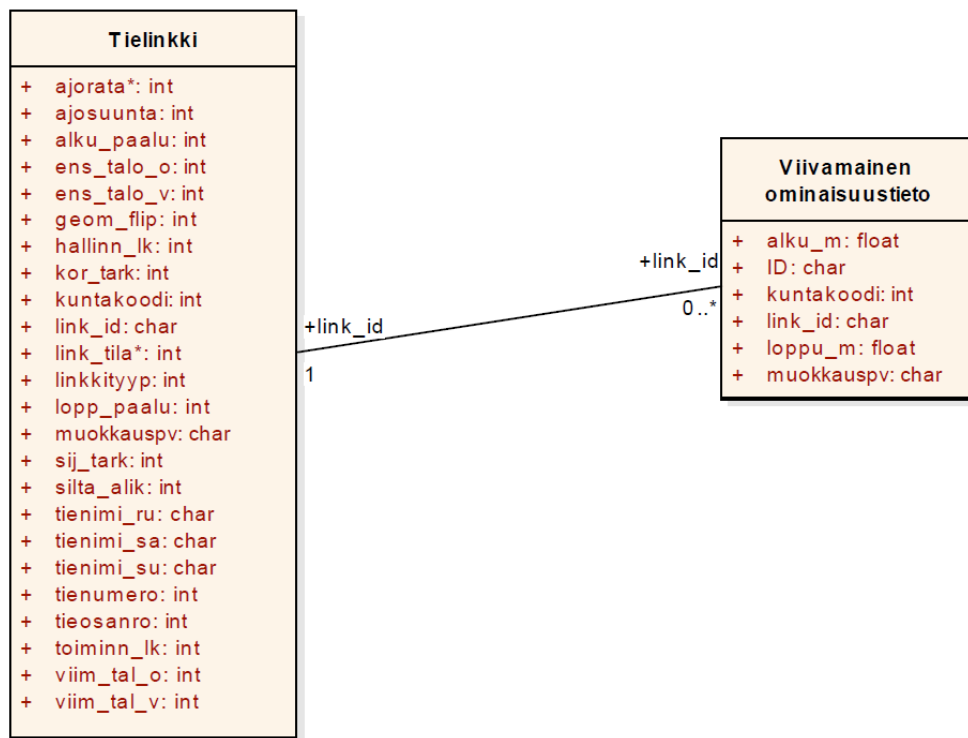 Tielinkki
+ ajorata*: int
+ ajosuunta: int
+ alku_paalu: int
+ ens_talo_o: int
+ ens_talo_v: int
+ geom_flip: int
+ hallinn_lk: int
+ kor_tark: int
+ kuntakoodi: int
+ link_id: char
+ link_tila*: int
+ linkkityyp: int
+ lopp_paalu: int
+ muokkauspv: char
+ sij_tark: int
+ silta_alik: int
+ tienimi_ru: char
+ tienimi_sa: char
+ tienimi_su: char
+ tienumero: int
+ tieosanro: int
+ toiminn_lk: int
+ viim_tal_o: int
+ viim_tal_v: int
+link_id
1
+link_id
0..*
Viivamainen
ominaisuustieto
+ alku_m: float
+ ID: char
+ kuntakoodi: int
+ link_id: char
+ loppu_m: float
+ muokkauspv: char